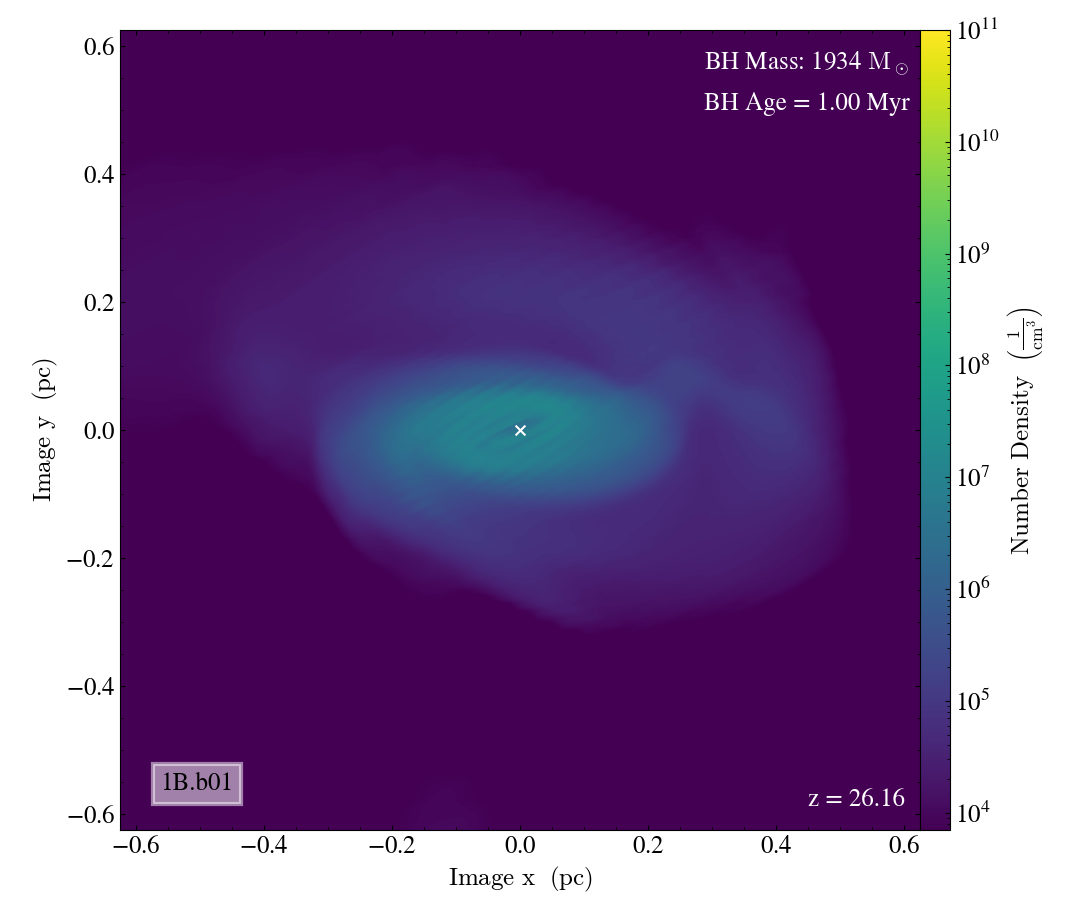 BH Mass: 1934 M☉
BH Age = 1.00 Myr
1B.b01
z = 26.16
0.6
0.4
0.2
0.0
−0.2
−0.4
−0.6
−0.6 −0.4 −0.2 0.0 0.2 0.4 0.6
Image x (pc)
Image y (pc)
10¹¹
10¹⁰
10⁹
10⁸
10⁷
10⁶
10⁵
10⁴
Number Density (1/cm³)